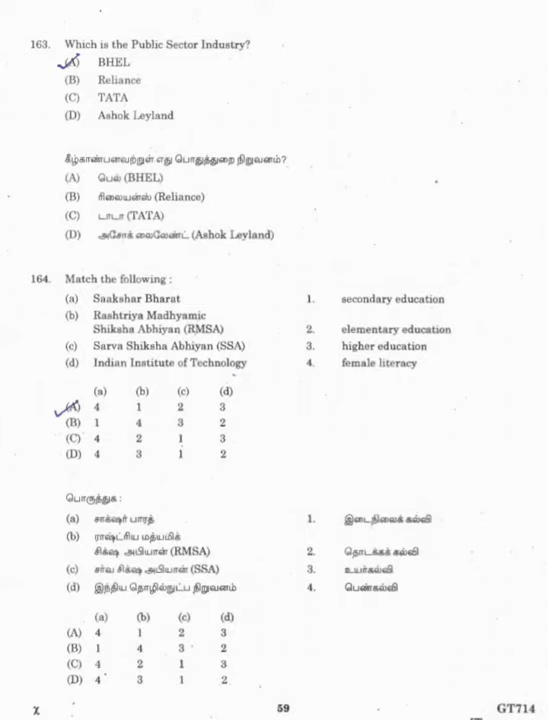 163. Which is the Public Sector Industry?
(A) BHEL
(B) Reliance
(C) TATA
(D) Ashok Leyland
கீழ்காண்பனவற்றுள் எது பொதுத்துறை நிறுவனம்?
(A) பெல் (BHEL)
(B) ரிலையன்ஸ் (Reliance)
(C) டாடா (TATA)
(D) அசோக் லைலேண்ட் (Ashok Leyland)
164. Match the following :
(a) Saakshar Bharat 1. secondary education
(b) Rashtriya Madhyamic
Shiksha Abhiyan (RMSA) 2. elementary education
(c) Sarva Shiksha Abhiyan (SSA) 3. higher education
(d) Indian Institute of Technology 4. female literacy
(a) (b) (c) (d)
(A) 4 1 2 3
(B) 1 4 3 2
(C) 4 2 1 3
(D) 4 3 1 2
பொருத்துக :
(a) சாக்ஷர் பாரத் 1. இடைநிலைக் கல்வி
(b) ராஷ்ட்ரிய மத்யமிக்
சிக்ஷ அபியான் (RMSA) 2. தொடக்கக் கல்வி
(c) சர்வ சிக்ஷ அபியான் (SSA) 3. உயர்கல்வி
(d) இந்திய தொழில்நுட்ப நிறுவனம் 4. பெண்கல்வி
(a) (b) (c) (d)
(A) 4 1 2 3
(B) 1 4 3 2
(C) 4 2 1 3
(D) 4 3 1 2
χ 59 GT714